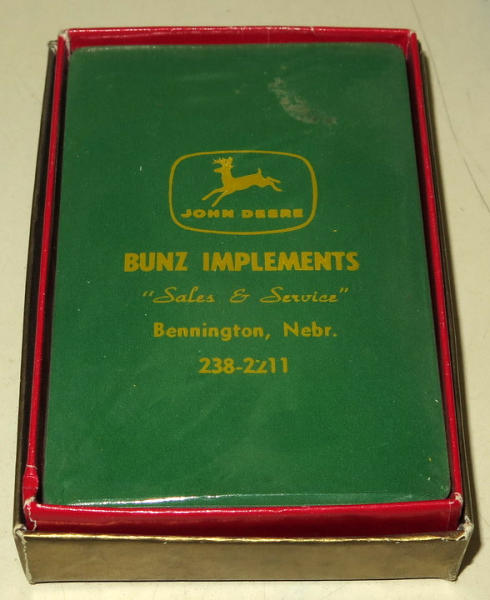 JOHN DEERE
BUNZ IMPLEMENTS
"Sales & Service"
Bennington, Nebr.
238-2211